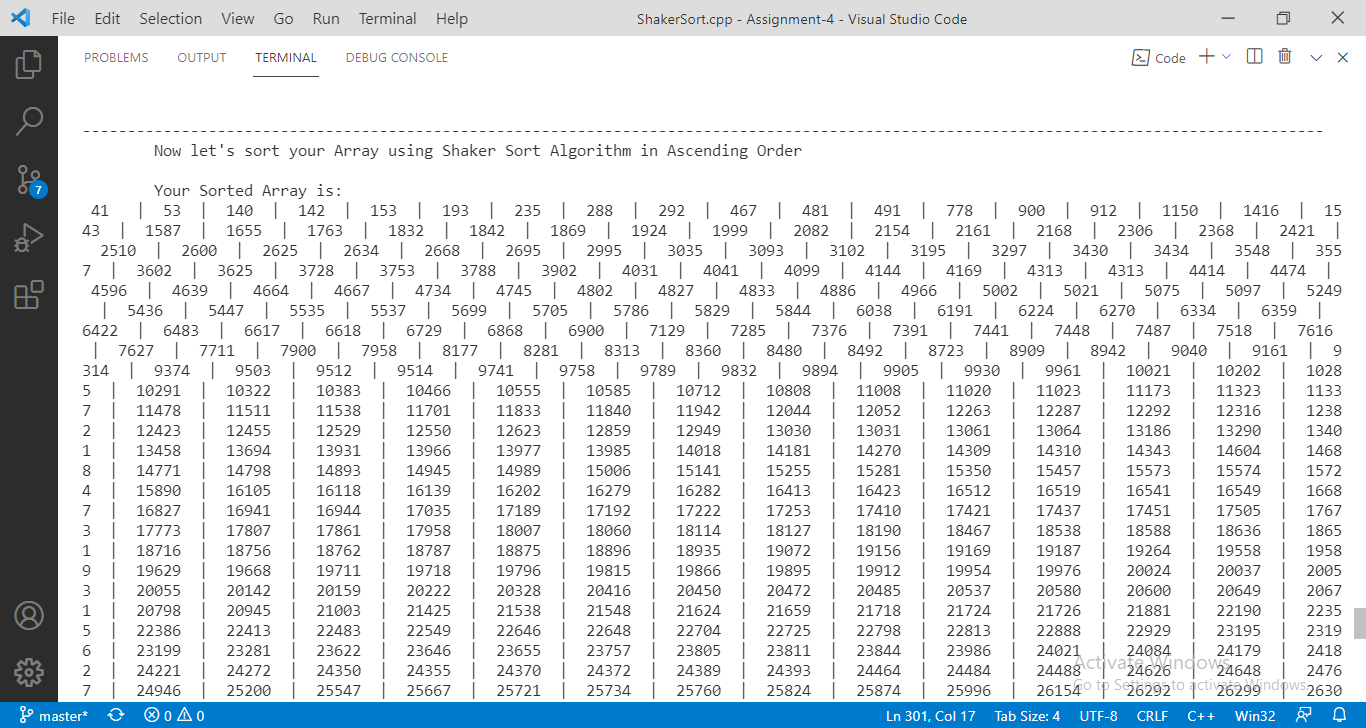 File Edit Selection View Go Run Terminal Help ShakerSort.cpp - Assignment-4 - Visual Studio Code
PROBLEMS OUTPUT TERMINAL DEBUG CONSOLE Code
7
------------------------------------------------------------------------------------------------------------------------------------------
Now let's sort your Array using Shaker Sort Algorithm in Ascending Order
Your Sorted Array is:
41 | 53 | 140 | 142 | 153 | 193 | 235 | 288 | 292 | 467 | 481 | 491 | 778 | 900 | 912 | 1150 | 1416 | 15
43 | 1587 | 1655 | 1763 | 1832 | 1842 | 1869 | 1924 | 1999 | 2082 | 2154 | 2161 | 2168 | 2306 | 2368 | 2421 |
2510 | 2600 | 2625 | 2634 | 2668 | 2695 | 2995 | 3035 | 3093 | 3102 | 3195 | 3297 | 3430 | 3434 | 3548 | 355
7 | 3602 | 3625 | 3728 | 3753 | 3788 | 3902 | 4031 | 4041 | 4099 | 4144 | 4169 | 4313 | 4313 | 4414 | 4474 |
4596 | 4639 | 4664 | 4667 | 4734 | 4745 | 4802 | 4827 | 4833 | 4886 | 4966 | 5002 | 5021 | 5075 | 5097 | 5249
| 5436 | 5447 | 5535 | 5537 | 5699 | 5705 | 5786 | 5829 | 5844 | 6038 | 6191 | 6224 | 6270 | 6334 | 6359 |
6422 | 6483 | 6617 | 6618 | 6729 | 6868 | 6900 | 7129 | 7285 | 7376 | 7391 | 7441 | 7448 | 7487 | 7518 | 7616
| 7627 | 7711 | 7900 | 7958 | 8177 | 8281 | 8313 | 8360 | 8480 | 8492 | 8723 | 8909 | 8942 | 9040 | 9161 | 9
314 | 9374 | 9503 | 9512 | 9514 | 9741 | 9758 | 9789 | 9832 | 9894 | 9905 | 9930 | 9961 | 10021 | 10202 | 1028
5 | 10291 | 10322 | 10383 | 10466 | 10555 | 10585 | 10712 | 10808 | 11008 | 11020 | 11023 | 11173 | 11323 | 1133
7 | 11478 | 11511 | 11538 | 11701 | 11833 | 11840 | 11942 | 12044 | 12052 | 12263 | 12287 | 12292 | 12316 | 1238
2 | 12423 | 12455 | 12529 | 12550 | 12623 | 12859 | 12949 | 13030 | 13031 | 13061 | 13064 | 13186 | 13290 | 1340
1 | 13458 | 13694 | 13931 | 13966 | 13977 | 13985 | 14018 | 14181 | 14270 | 14309 | 14310 | 14343 | 14604 | 1468
8 | 14771 | 14798 | 14893 | 14945 | 14989 | 15006 | 15141 | 15255 | 15281 | 15350 | 15457 | 15573 | 15574 | 1572
4 | 15890 | 16105 | 16118 | 16139 | 16202 | 16279 | 16282 | 16413 | 16423 | 16512 | 16519 | 16541 | 16549 | 1668
7 | 16827 | 16941 | 16944 | 17035 | 17189 | 17192 | 17222 | 17253 | 17410 | 17421 | 17437 | 17451 | 17505 | 1767
3 | 17773 | 17807 | 17861 | 17958 | 18007 | 18060 | 18114 | 18127 | 18190 | 18467 | 18538 | 18588 | 18636 | 1865
1 | 18716 | 18756 | 18762 | 18787 | 18875 | 18896 | 18935 | 19072 | 19156 | 19169 | 19187 | 19264 | 19558 | 1958
9 | 19629 | 19668 | 19711 | 19718 | 19796 | 19815 | 19866 | 19895 | 19912 | 19954 | 19976 | 20024 | 20037 | 2005
3 | 20055 | 20142 | 20159 | 20222 | 20328 | 20416 | 20450 | 20472 | 20485 | 20537 | 20580 | 20600 | 20649 | 2067
1 | 20798 | 20945 | 21003 | 21425 | 21538 | 21548 | 21624 | 21659 | 21718 | 21724 | 21726 | 21881 | 22190 | 2235
5 | 22386 | 22413 | 22483 | 22549 | 22646 | 22648 | 22704 | 22725 | 22798 | 22813 | 22888 | 22929 | 23195 | 2319
6 | 23199 | 23281 | 23622 | 23646 | 23655 | 23757 | 23805 | 23811 | 23844 | 23986 | 24021 | 24084 | 24179 | 2418
2 | 24221 | 24272 | 24350 | 24355 | 24370 | 24372 | 24389 | 24393 | 24464 | 24484 | 24488 | 24626 | 24648 | 2476
7 | 24946 | 25200 | 25547 | 25667 | 25721 | 25734 | 25760 | 25824 | 25874 | 25996 | 26154 | 26292 | 26299 | 2630
Activate Windows
Go to Settings to activate Windows.
master* 0 0 Ln 301, Col 17 Tab Size: 4 UTF-8 CRLF C++ Win32